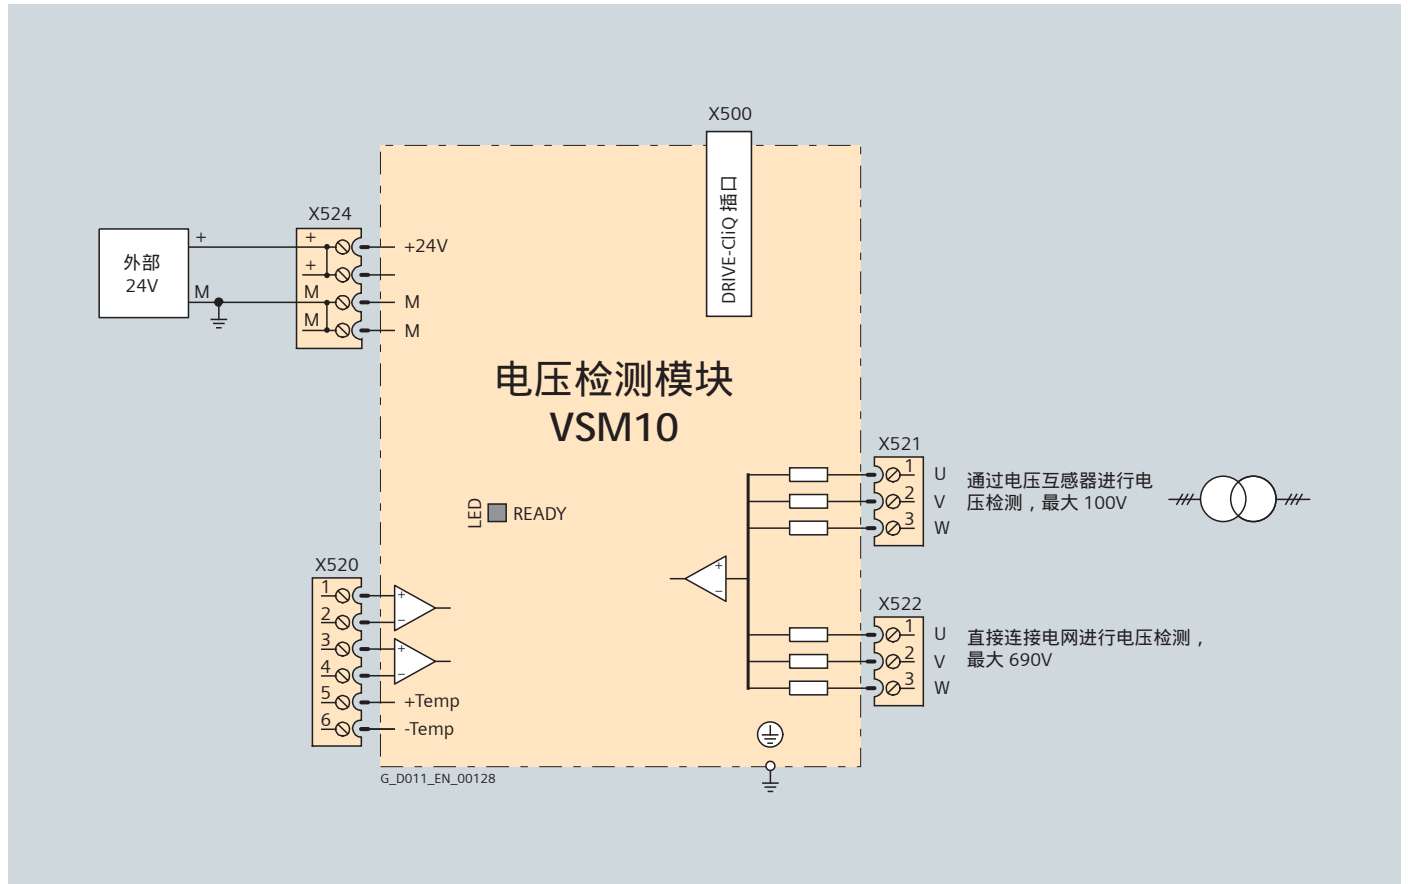 X500
DRIVE-CliQ 插口
X524
外部
24V
+
M
+
+
M
M
+24V
M
M
电压检测模块
VSM10
LED
READY
X521
1
2
3
U
V
W
通过电压互感器进行电
压检测，最大 100V
X520
1
2
3
4
5
6
+
−
+
−
+Temp
-Temp
+
−
X522
1
2
3
U
V
W
直接连接电网进行电压检测，
最大 690V
G_D011_EN_00128